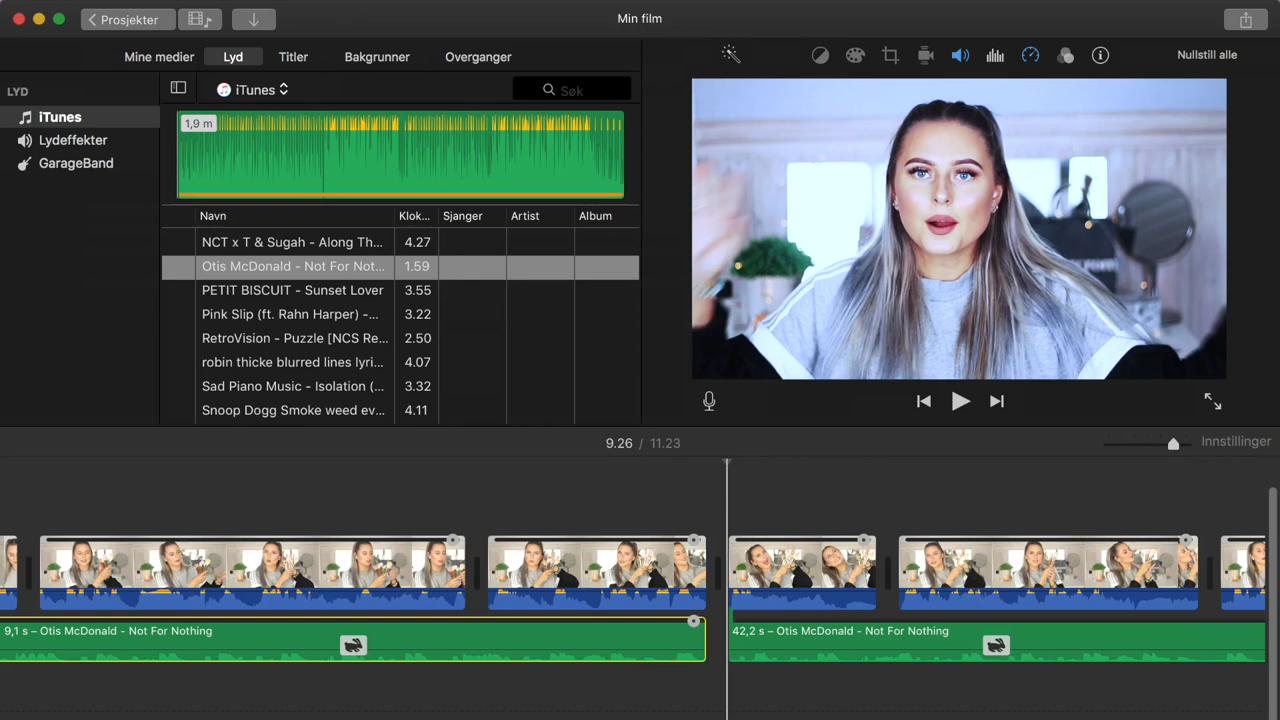 Prosjekter
Min film
Mine medier
Lyd
Titler
Bakgrunner
Overganger
Nullstill alle
LYD
iTunes
Lydeffekter
GarageBand
iTunes
Søk
1,9 m
Navn Klok... Sjanger Artist Album
NCT x T & Sugah - Along Th... 4.27
Otis McDonald - Not For Not... 1.59
PETIT BISCUIT - Sunset Lover 3.55
Pink Slip (ft. Rahn Harper) -... 3.22
RetroVision - Puzzle [NCS Re... 2.50
robin thicke blurred lines lyri... 4.07
Sad Piano Music - Isolation (... 3.32
Snoop Dogg Smoke weed ev... 4.11
9.26 / 11.23
Innstillinger
9,1 s – Otis McDonald - Not For Nothing
42,2 s – Otis McDonald - Not For Nothing